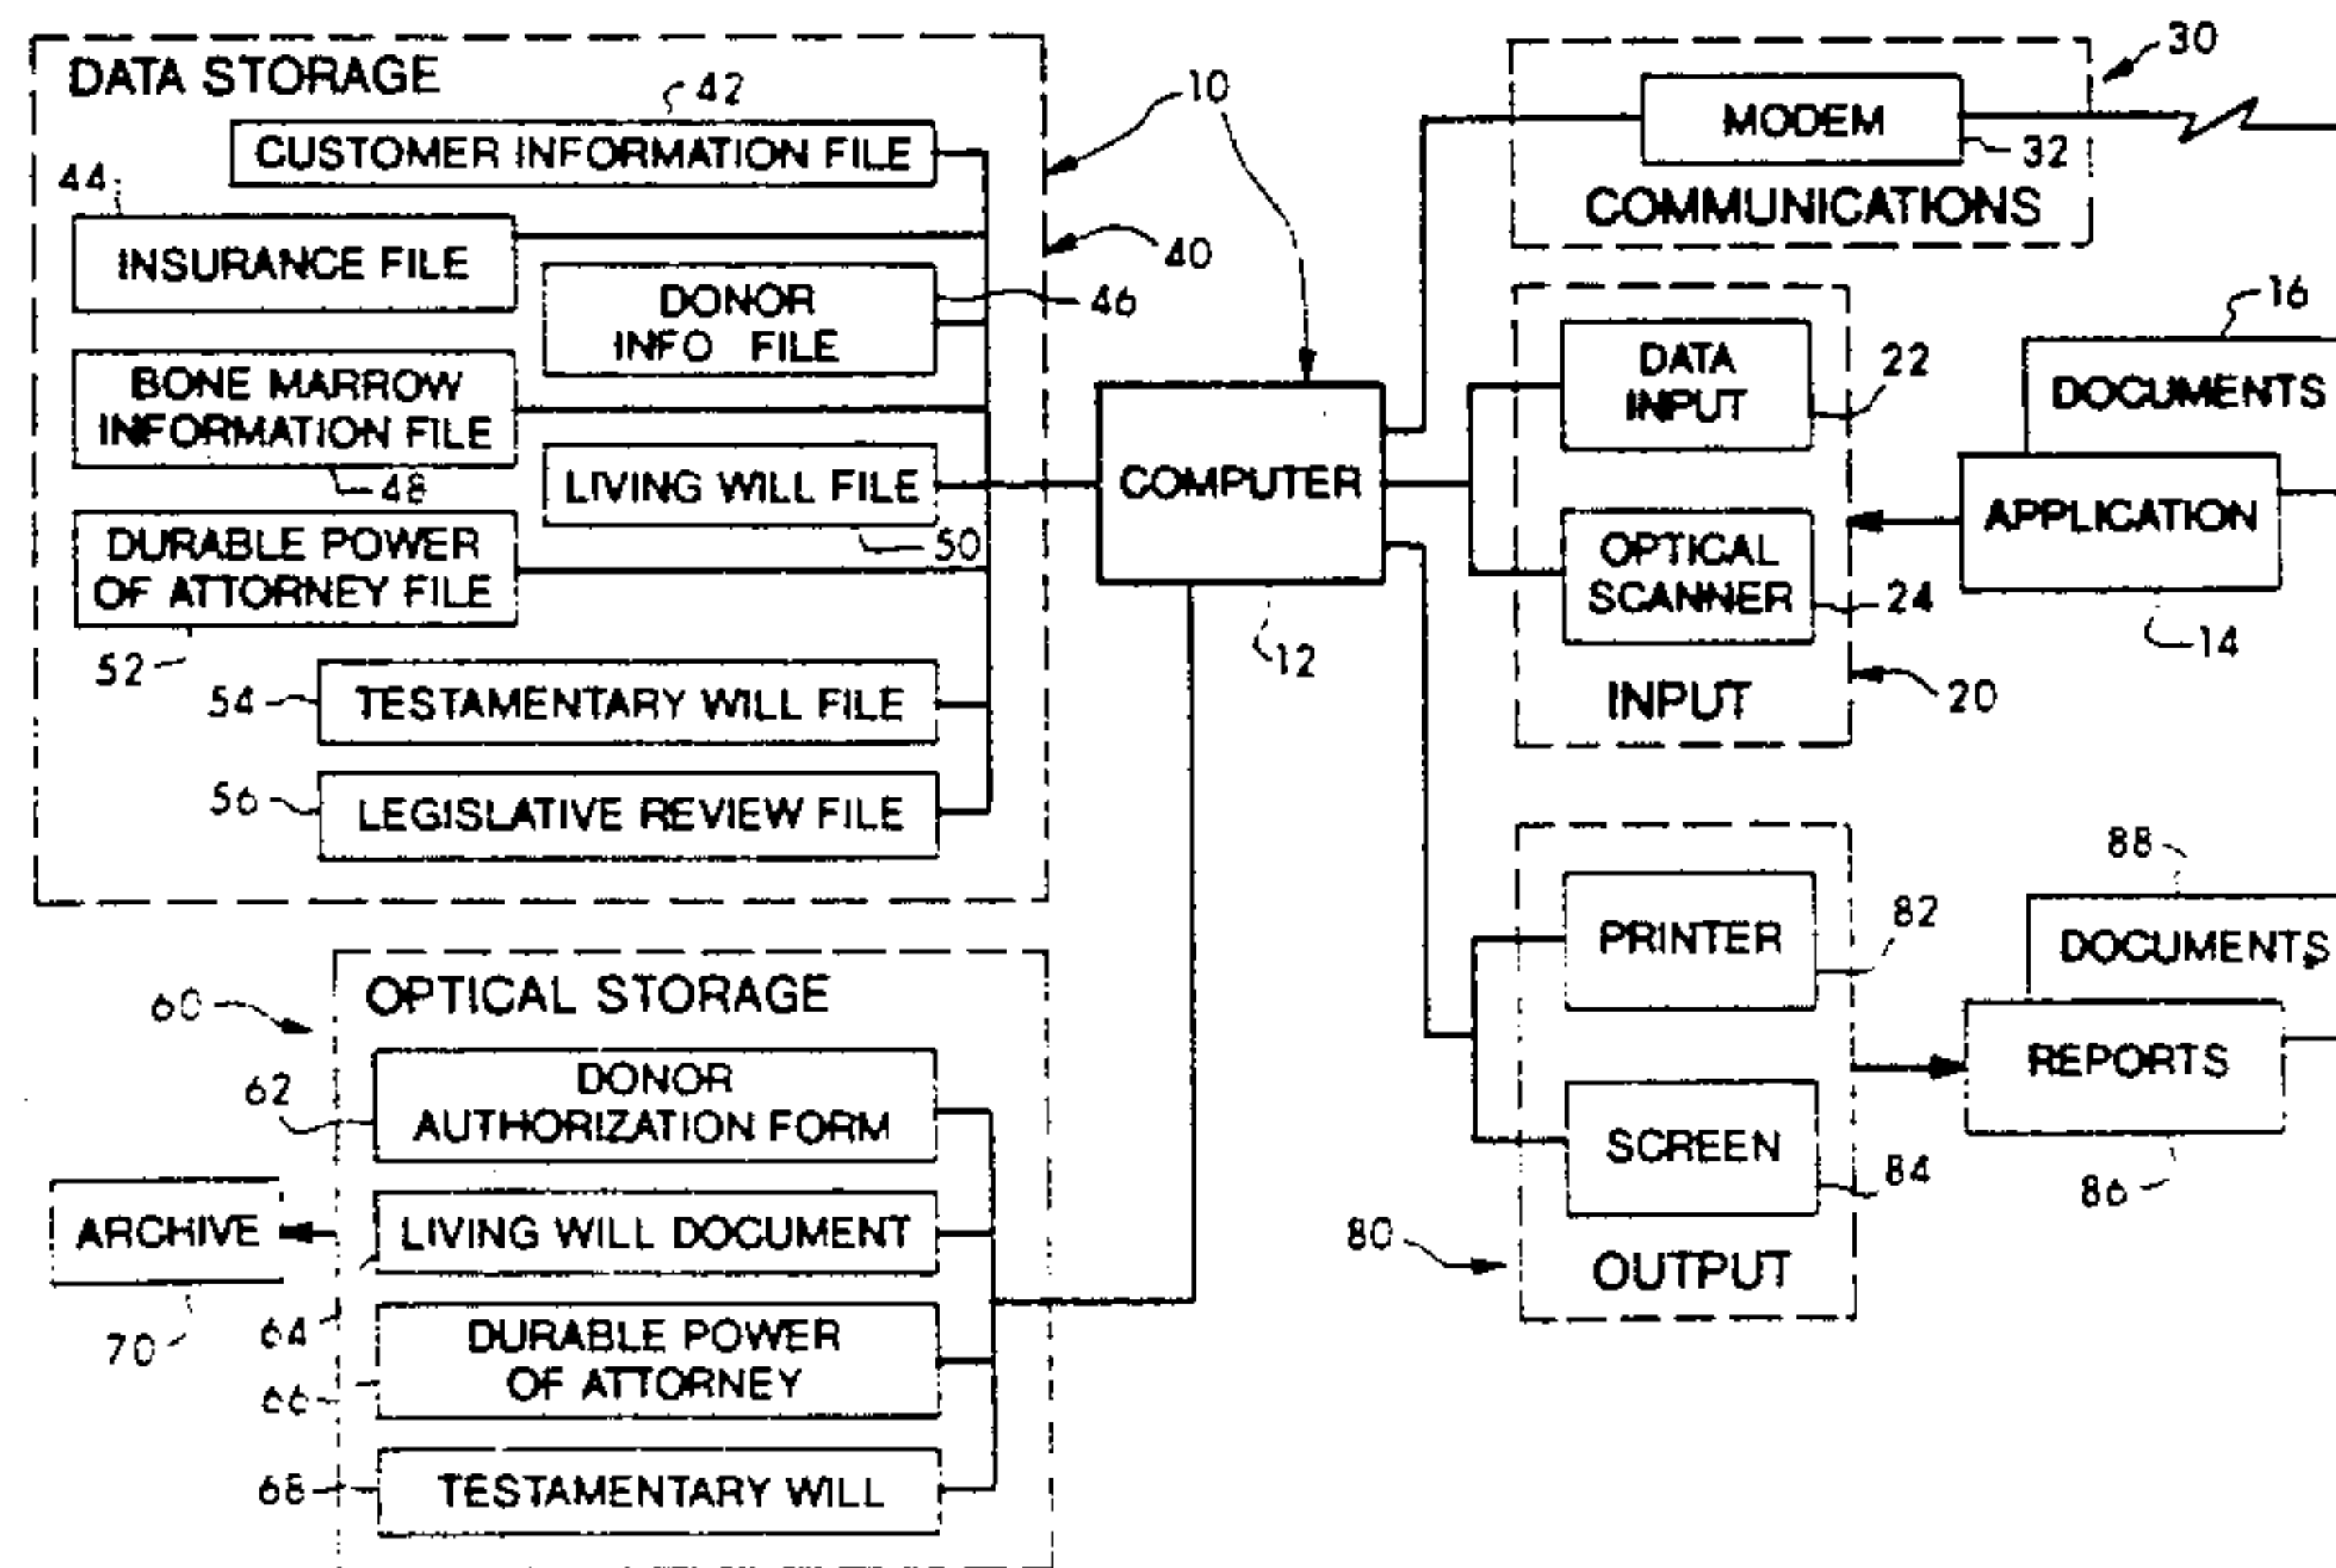 DATA STORAGE
42
CUSTOMER INFORMATION FILE
44
INSURANCE FILE
DONOR
INFO FILE
46
BONE MARROW
INFORMATION FILE
48
LIVING WILL FILE
50
DURABLE POWER
OF ATTORNEY FILE
52
54
TESTAMENTARY WILL FILE
56
LEGISLATIVE REVIEW FILE
10
40
COMPUTER
12
30
MODEM
32
COMMUNICATIONS
DATA
INPUT
22
OPTICAL
SCANNER
24
INPUT
20
16
DOCUMENTS
APPLICATION
14
60
OPTICAL STORAGE
62
DONOR
AUTHORIZATION FORM
ARCHIVE
70
LIVING WILL DOCUMENT
64
DURABLE POWER
OF ATTORNEY
66
68
TESTAMENTARY WILL
PRINTER
82
SCREEN
84
80
OUTPUT
88
DOCUMENTS
REPORTS
86